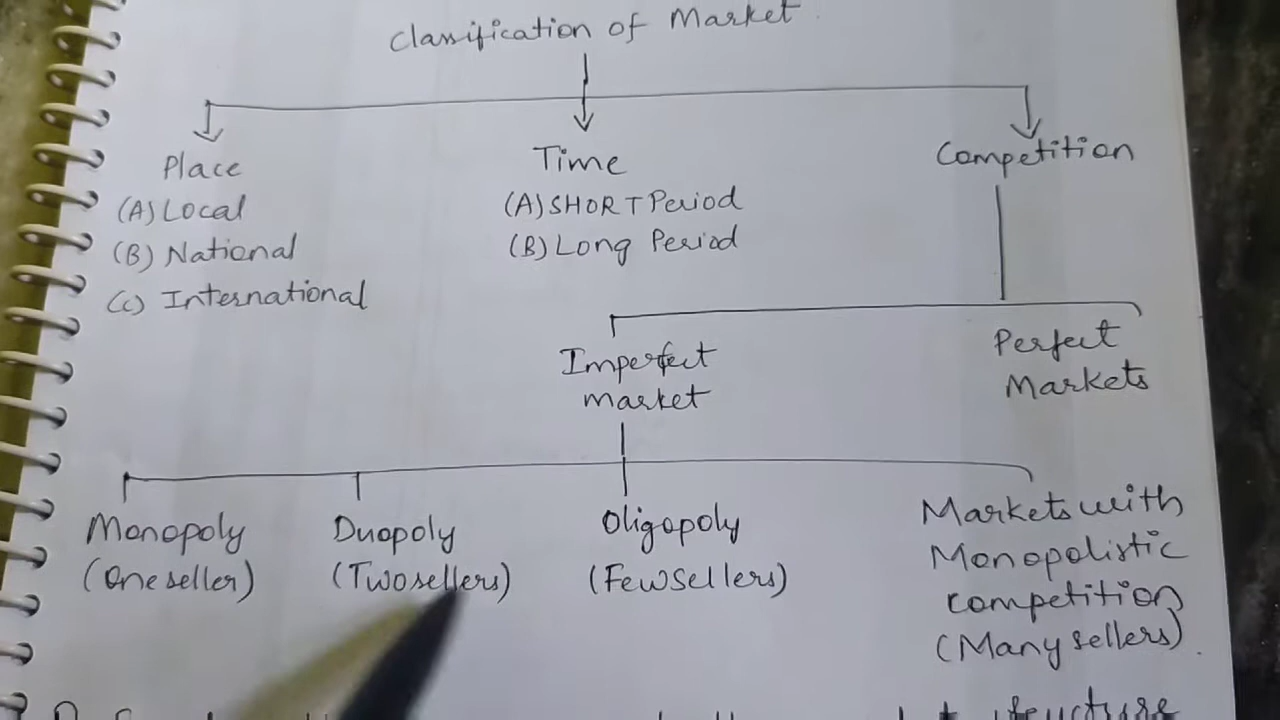 Classification of Market
Place
(A) Local
(B) National
(C) International
Time
(A) SHORT Period
(B) Long Period
Competition
Imperfect
market
Perfect
Markets
Monopoly
(One seller)
Duopoly
(Two sellers)
Oligopoly
(Few sellers)
Markets with
Monopolistic
competition
(Many sellers).